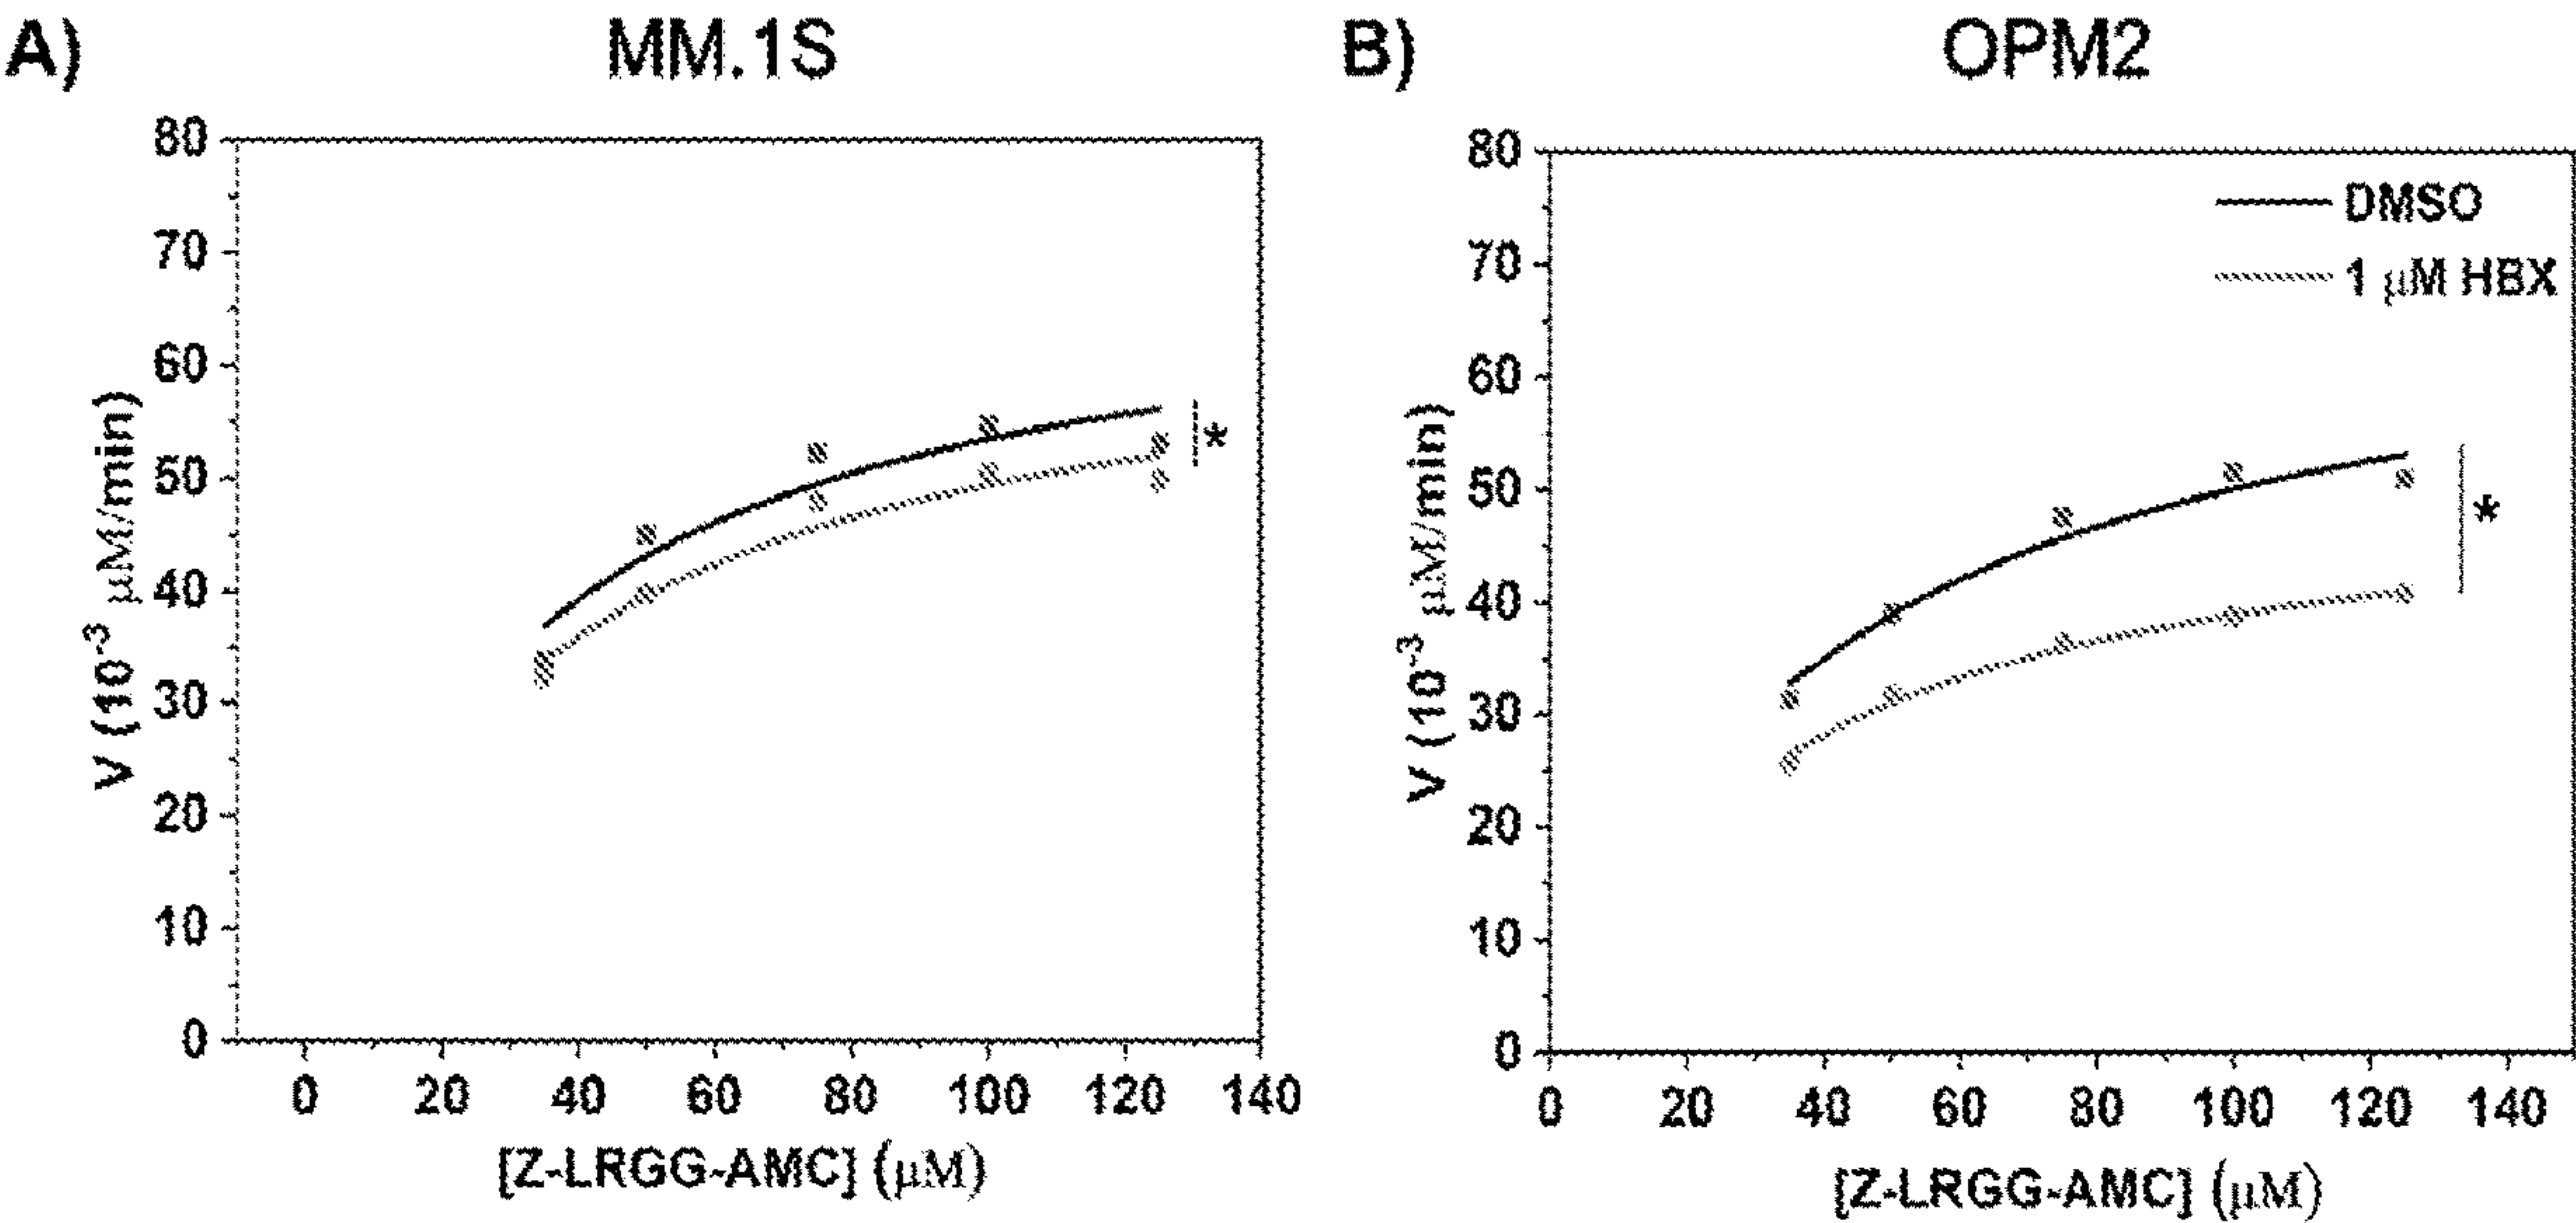 A)
MM.1S
80
70
60
50
40
30
20
10
0
V (10⁻³ μM/min)
*
0 20 40 60 80 100 120 140
[Z-LRGG-AMC] (μM)
B)
OPM2
80
70
60
50
40
30
20
10
0
V (10⁻³ μM/min)
DMSO
1 μM HBX
*
0 20 40 60 80 100 120 140
[Z-LRGG-AMC] (μM)